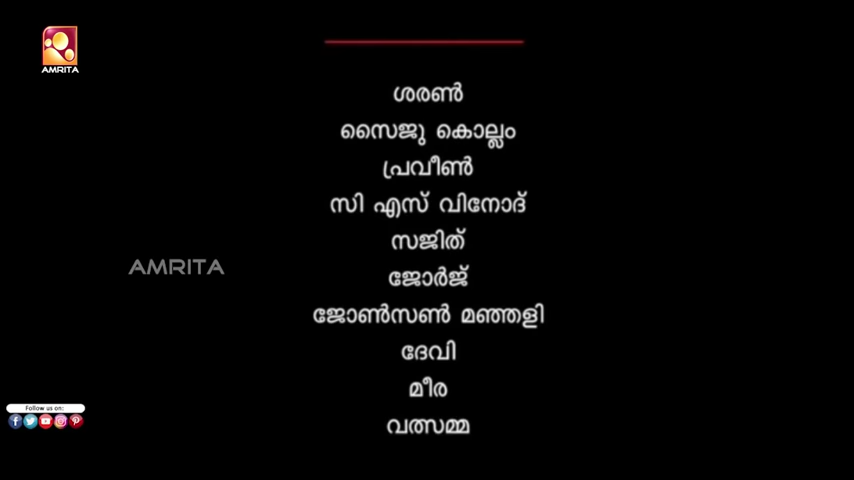 AMRITA
ശരൺ
സൈജു കൊല്ലം
പ്രവീൺ
സി എസ് വിനോദ്
സജിത്
AMRITA
ജോർജ്
ജോൺസൺ മഞ്ഞളി
ദേവി
മീര
Follow us on:
വത്സമ്മ